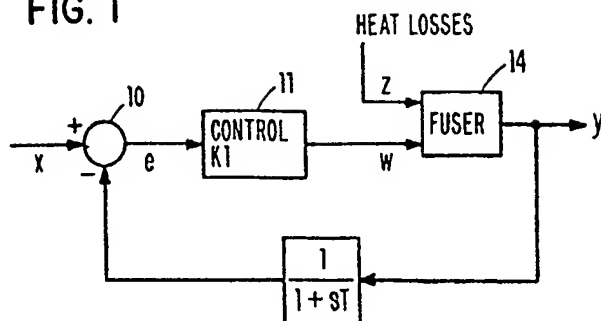 FIG. 1
HEAT LOSSES
10
11
14
+
x
−
e
CONTROL
K1
z
w
FUSER
y
1
1 + sT